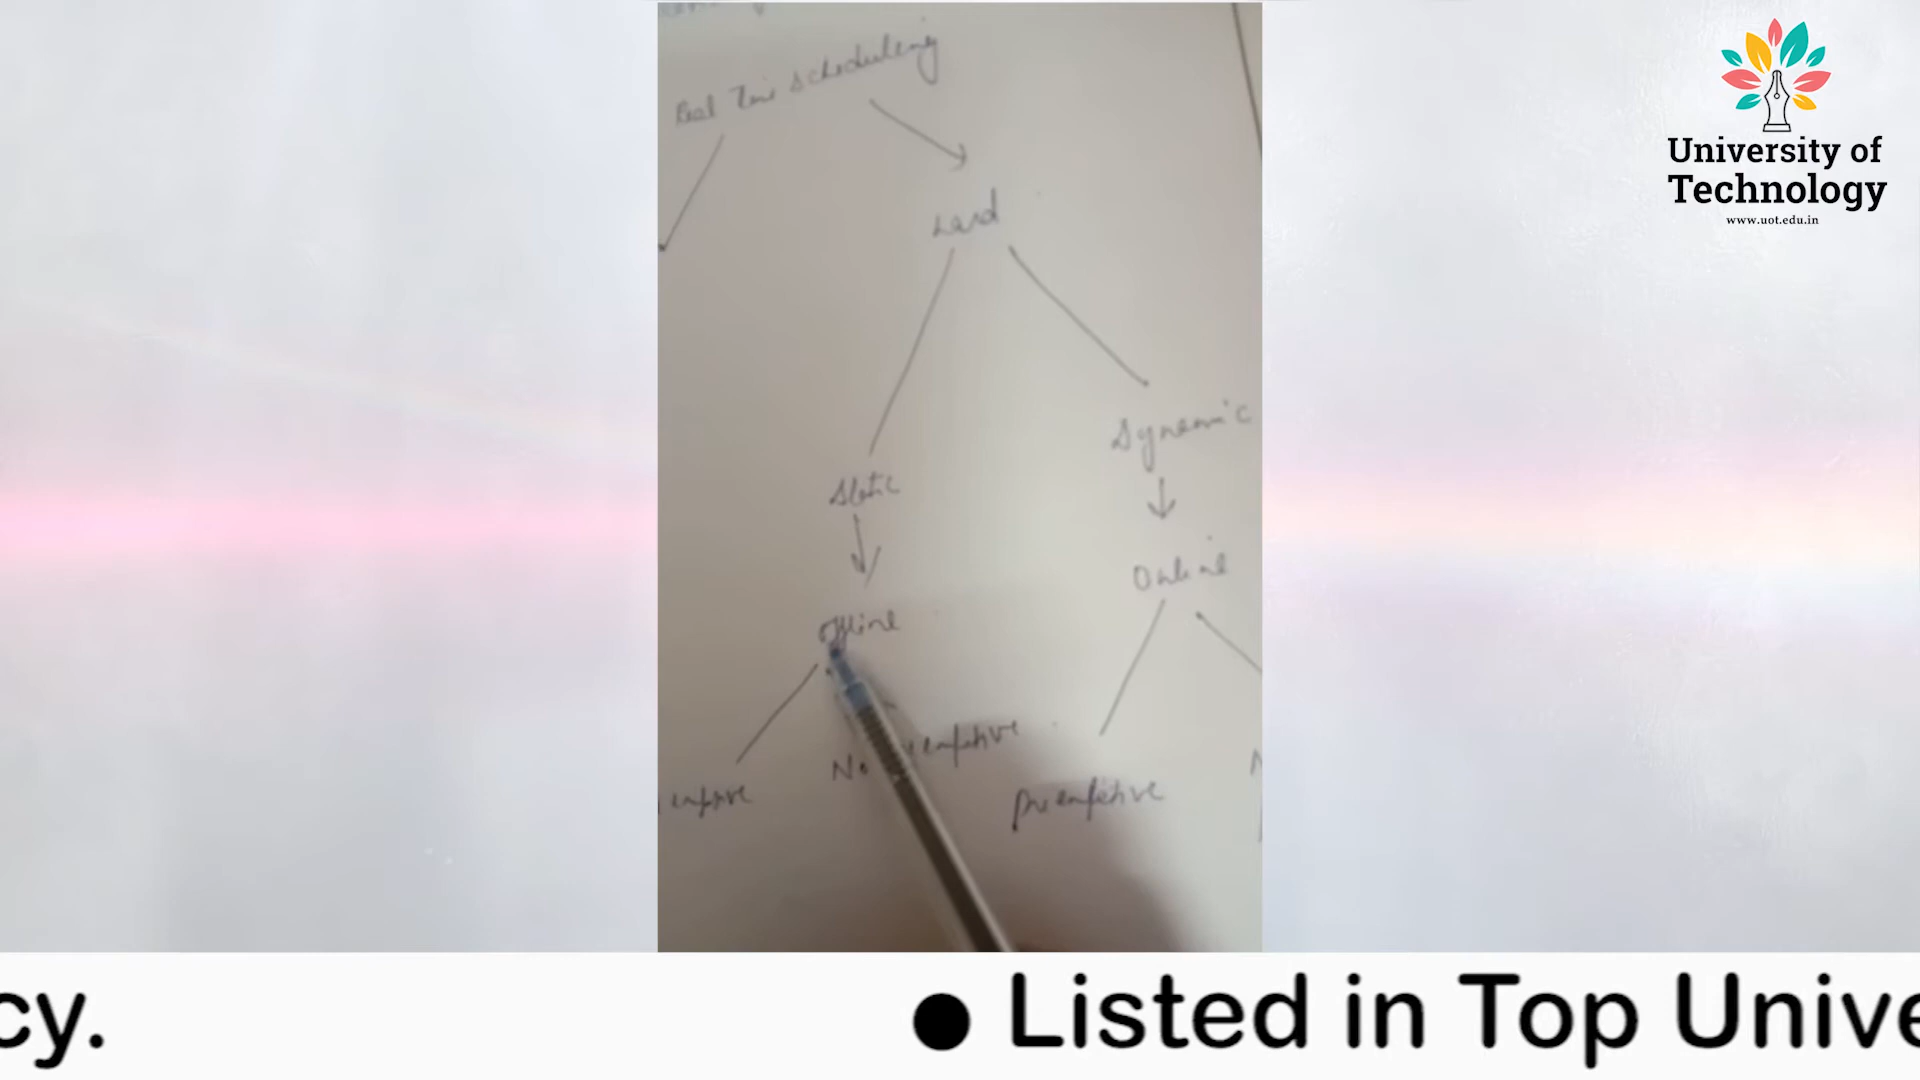 University of
Technology
www.uot.edu.in
Real Time Scheduling
Hard
Dynamic
Static
Online
Offline
Preemptive
cy.
● Listed in Top Unive